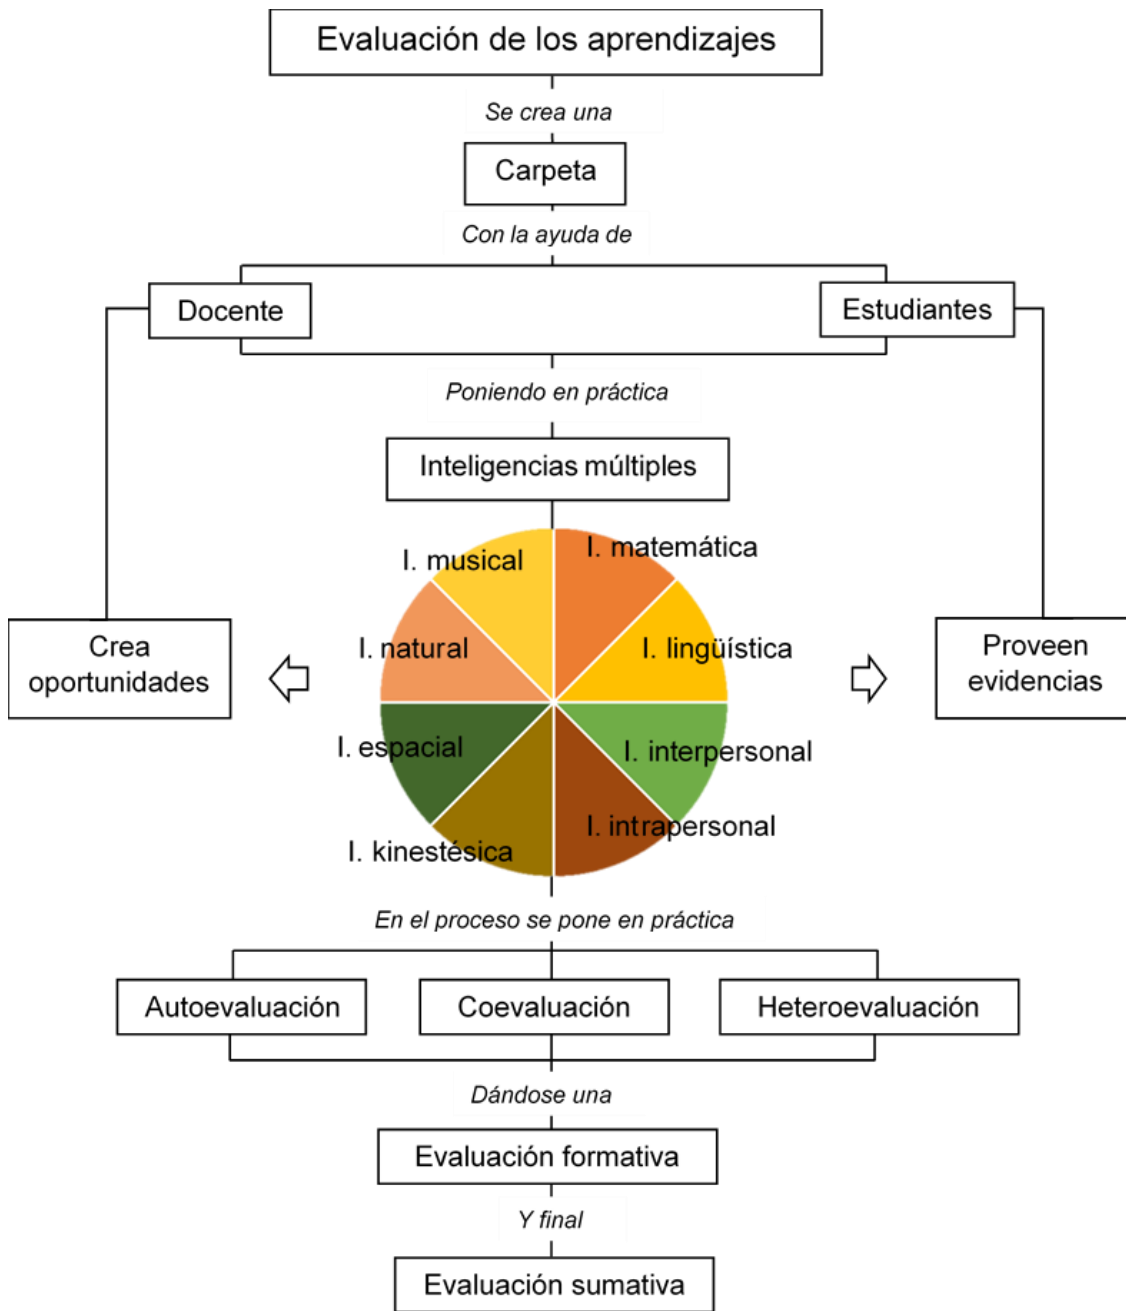 Evaluación de los aprendizajes
Se crea una
Carpeta
Con la ayuda de
Docente
Estudiantes
Poniendo en práctica
Inteligencias múltiples
I. musical
I. matemática
I. natural
I. lingüística
Crea
oportunidades
Proveen
evidencias
I. espacial
I. interpersonal
I. kinestésica
I. intrapersonal
En el proceso se pone en práctica
Autoevaluación
Coevaluación
Heteroevaluación
Dándose una
Evaluación formativa
Y final
Evaluación sumativa